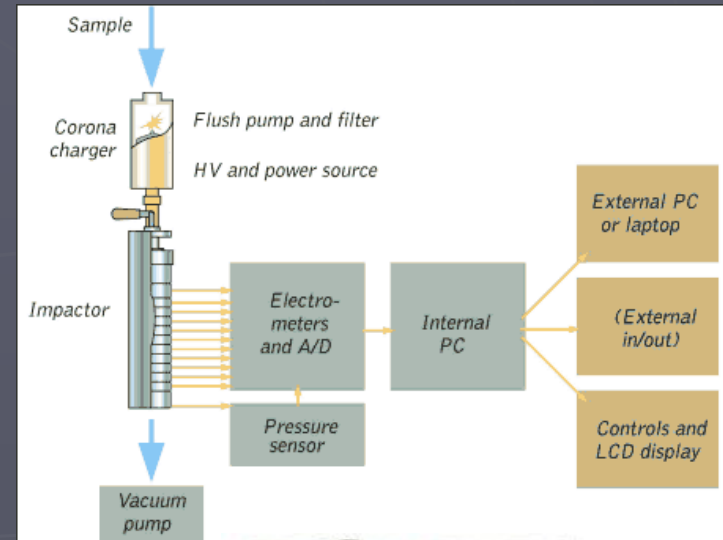 Sample
Corona
charger
Flush pump and filter
HV and power source
Impactor
Electro-
meters
and A/D
Internal
PC
External PC
or laptop
(External
in/out)
Controls and
LCD display
Pressure
sensor
Vacuum
pump